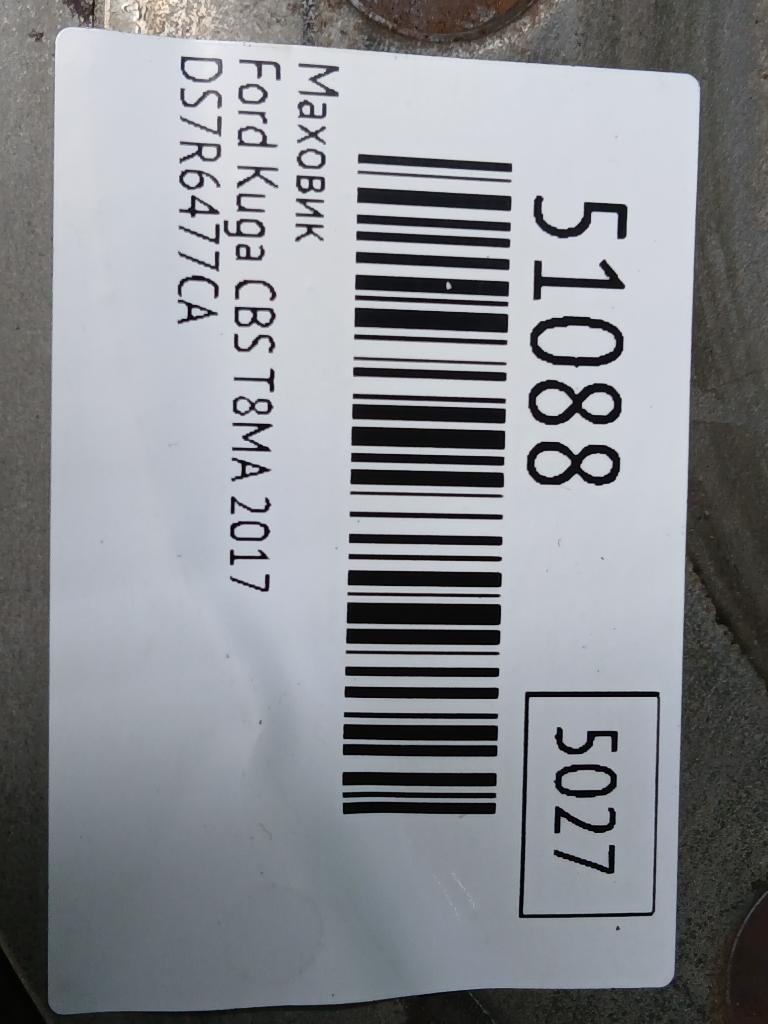 51088
5027
Маховик
Ford Kuga CBS T8MA 2017
DS7R6477CA